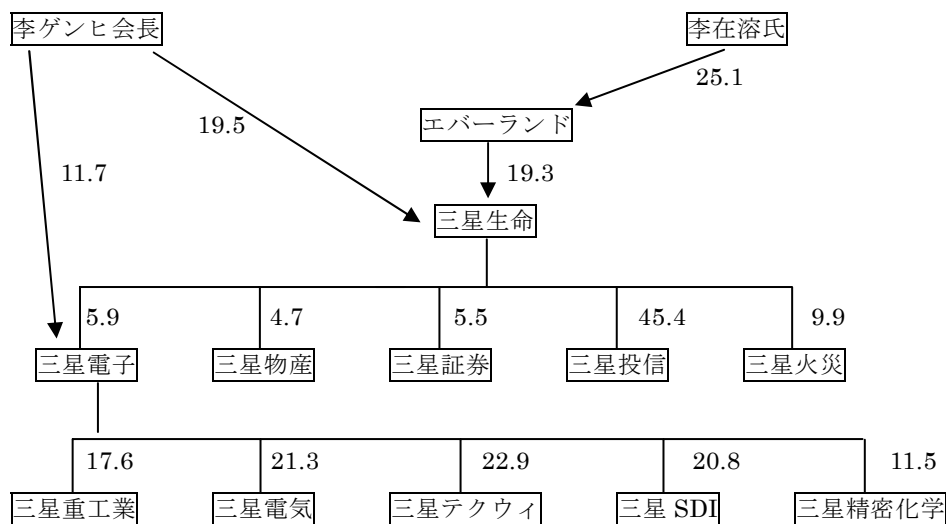 李ゲンヒ会長
李在溶氏
25.1
19.5
エバーランド
11.7
19.3
三星生命
5.9
4.7
5.5
45.4
9.9
三星電子
三星物産
三星証券
三星投信
三星火災
17.6
21.3
22.9
20.8
11.5
三星重工業
三星電気
三星テクウィ
三星 SDI
三星精密化学